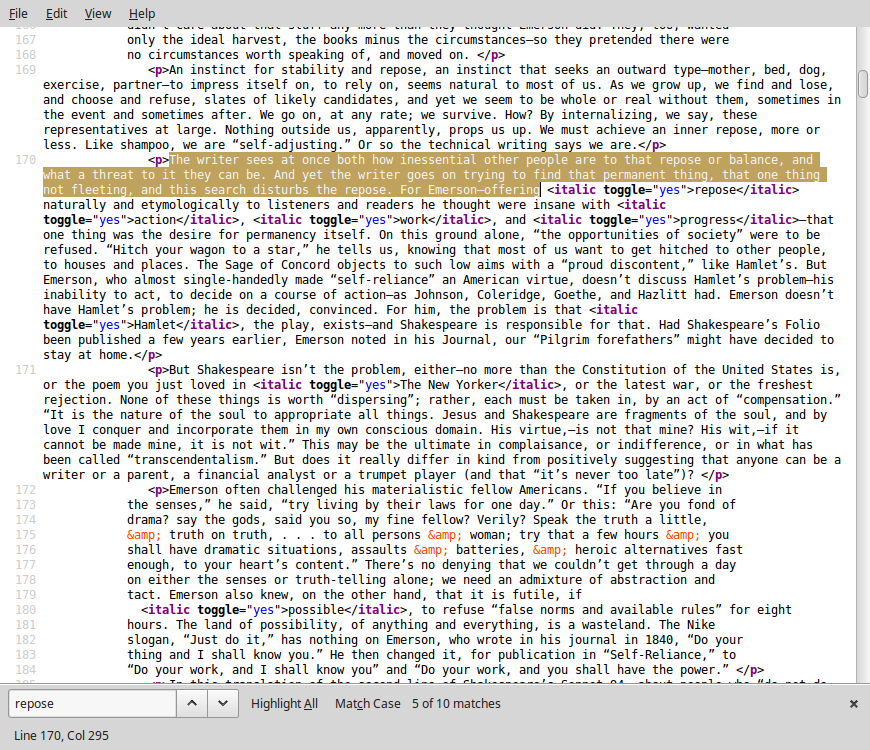 File Edit View Help
167 only the ideal harvest, the books minus the circumstances—so they pretended there were
168 no circumstances worth speaking of, and moved on. </p>
169 <p>An instinct for stability and repose, an instinct that seeks an outward type—mother, bed, dog,
exercise, partner—to impress itself on, to rely on, seems natural to most of us. As we grow up, we find and lose,
and choose and refuse, slates of likely candidates, and yet we seem to be whole or real without them, sometimes in
the event and sometimes after. We go on, at any rate; we survive. How? By internalizing, we say, these
representatives at large. Nothing outside us, apparently, props us up. We must achieve an inner repose, more or
less. Like shampoo, we are “self-adjusting.” Or so the technical writing says we are.</p>
170 <p>The writer sees at once both how inessential other people are to that repose or balance, and
what a threat to it they can be. And yet the writer goes on trying to find that permanent thing, that one thing
not fleeting, and this search disturbs the repose. For Emerson—offering <italic toggle="yes">repose</italic>
naturally and etymologically to listeners and readers he thought were insane with <italic
toggle="yes">action</italic>, <italic toggle="yes">work</italic>, and <italic toggle="yes">progress</italic>—that
one thing was the desire for permanency itself. On this ground alone, “the opportunities of society” were to be
refused. “Hitch your wagon to a star,” he tells us, knowing that most of us want to get hitched to other people,
to houses and places. The Sage of Concord objects to such low aims with a “proud discontent,” like Hamlet’s. But
Emerson, who almost single-handedly made “self-reliance” an American virtue, doesn’t discuss Hamlet’s problem—his
inability to act, to decide on a course of action—as Johnson, Coleridge, Goethe, and Hazlitt had. Emerson doesn’t
have Hamlet’s problem; he is decided, convinced. For him, the problem is that <italic
toggle="yes">Hamlet</italic>, the play, exists—and Shakespeare is responsible for that. Had Shakespeare’s Folio
been published a few years earlier, Emerson noted in his Journal, our “Pilgrim forefathers” might have decided to
stay at home.</p>
171 <p>But Shakespeare isn’t the problem, either—no more than the Constitution of the United States is,
or the poem you just loved in <italic toggle="yes">The New Yorker</italic>, or the latest war, or the freshest
rejection. None of these things is worth “dispersing”; rather, each must be taken in, by an act of “compensation.”
“It is the nature of the soul to appropriate all things. Jesus and Shakespeare are fragments of the soul, and by
love I conquer and incorporate them in my own conscious domain. His virtue,—is not that mine? His wit,—if it
cannot be made mine, it is not wit.” This may be the ultimate in complaisance, or indifference, or in what has
been called “transcendentalism.” But does it really differ in kind from positively suggesting that anyone can be a
writer or a parent, a financial analyst or a trumpet player (and that “it’s never too late”)? </p>
172 <p>Emerson often challenged his materialistic fellow Americans. “If you believe in
173 the senses,” he said, “try living by their laws for one day.” Or this: “Are you fond of
174 drama? say the gods, said you so, my fine fellow? Verily? Speak the truth a little,
175 &amp; truth on truth, . . . to all persons &amp; woman; try that a few hours &amp; you
176 shall have dramatic situations, assaults &amp; batteries, &amp; heroic alternatives fast
177 enough, to your heart’s content.” There’s no denying that we couldn’t get through a day
178 on either the senses or truth-telling alone; we need an admixture of abstraction and
179 tact. Emerson also knew, on the other hand, that it is futile, if
180 <italic toggle="yes">possible</italic>, to refuse “false norms and available rules” for eight
181 hours. The land of possibility, of anything and everything, is a wasteland. The Nike
182 slogan, “Just do it,” has nothing on Emerson, who wrote in his journal in 1840, “Do your
183 thing and I shall know you.” He then changed it, for publication in “Self-Reliance,” to
184 “Do your work, and I shall know you” and “Do your work, and you shall have the power.” </p>
repose Highlight All Match Case 5 of 10 matches
Line 170, Col 295